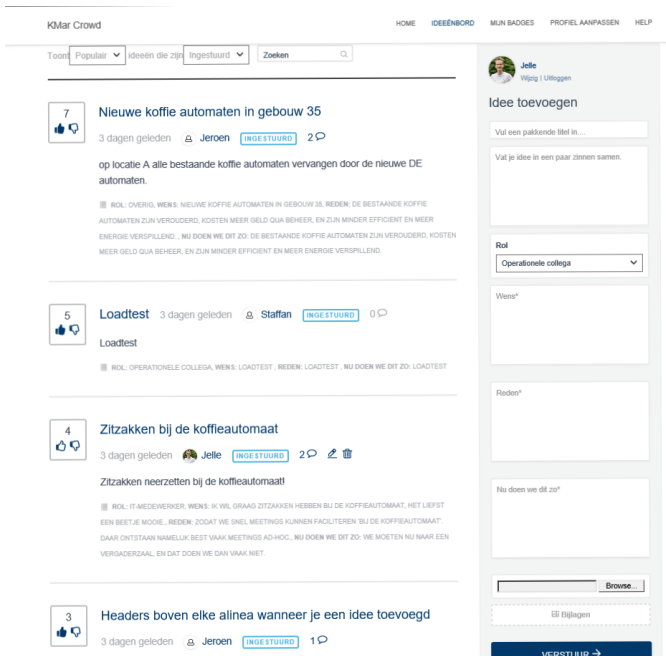 KMar Crowd
HOME IDEEËNBORD MIJN BADGES PROFIEL AANPASSEN HELP
Toont Populair ideeën die zijn Ingestuurd Zoeken
7
Nieuwe koffie automaten in gebouw 35
3 dagen geleden Jeroen INGESTUURD 2
op locatie A alle bestaande koffie automaten vervangen door de nieuwe DE
automaten.
ROL: OVERIG, WENS: NIEUWE KOFFIE AUTOMATEN IN GEBOUW 35, REDEN: DE BESTAANDE KOFFIE
AUTOMATEN ZIJN VEROUDERD, KOSTEN MEER GELD QUA BEHEER, EN ZIJN MINDER EFFICIENT EN MEER
ENERGIE VERSPILLEND. , NU DOEN WE DIT ZO: DE BESTAANDE KOFFIE AUTOMATEN ZIJN VEROUDERD, KOSTEN
MEER GELD QUA BEHEER, EN ZIJN MINDER EFFICIENT EN MEER ENERGIE VERSPILLEND.
5
Loadtest 3 dagen geleden Staffan INGESTUURD 0
Loadtest
ROL: OPERATIONELE COLLEGA, WENS: LOADTEST , REDEN: LOADTEST , NU DOEN WE DIT ZO: LOADTEST
4
Zitzakken bij de koffieautomaat
3 dagen geleden Jelle INGESTUURD 2
Zitzakken neerzetten bij de koffieautomaat!
ROL: IT-MEDEWERKER, WENS: IK WIL GRAAG ZITZAKKEN HEBBEN BIJ DE KOFFIEAUTOMAAT, HET LIEFST
EEN BEETJE MOOIE., REDEN: ZODAT WE SNEL MEETINGS KUNNEN FACILITEREN 'BIJ DE KOFFIEAUTOMAAT'.
DAAR ONTSTAAN NAMELIJK BEST VAAK MEETINGS AD-HOC., NU DOEN WE DIT ZO: WE MOETEN NU NAAR EEN
VERGADERZAAL, EN DAT DOEN WE DAN VAAK NIET.
3
Headers boven elke alinea wanneer je een idee toevoegd
3 dagen geleden Jeroen INGESTUURD 1
Jelle
Wijzig | Uitloggen
Idee toevoegen
Vul een pakkende titel in....
Vat je idee in een paar zinnen samen.
Rol
Operationele collega
Wens*
Reden*
Nu doen we dit zo*
Browse...
Bijlagen
VERSTUUR